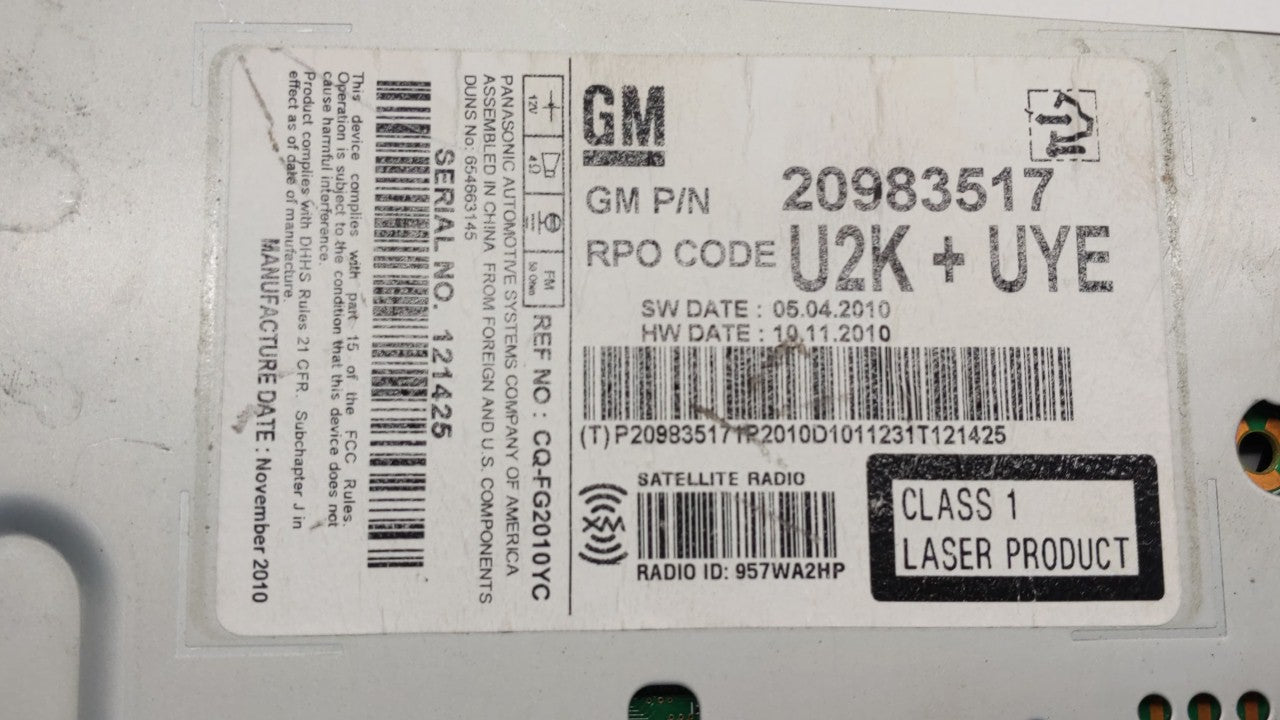 GM
GM P/N 20983517
RPO CODE U2K + UYE
SW DATE : 05.04.2010
HW DATE : 10.11.2010
(T)P20983517TP2010D1011231T121425
SATELLITE RADIO
RADIO ID: 957WA2HP
CLASS 1
LASER PRODUCT
12V
4Ω
FM
50 Ohm
REF NO : CQ-FG2010YC
PANASONIC AUTOMOTIVE SYSTEMS COMPANY OF AMERICA
ASSEMBLED IN CHINA FROM FOREIGN AND U.S. COMPONENTS
DUNS No: 654663145
SERIAL NO. 121425
This device complies with part 15 of the FCC Rules.
Operation is subject to the condition that this device does not
cause harmful interference.
Product complies with DHHS Rules 21 CFR. Subchapter J in
effect as of date of manufacture.
MANUFACTURE DATE : November 2010